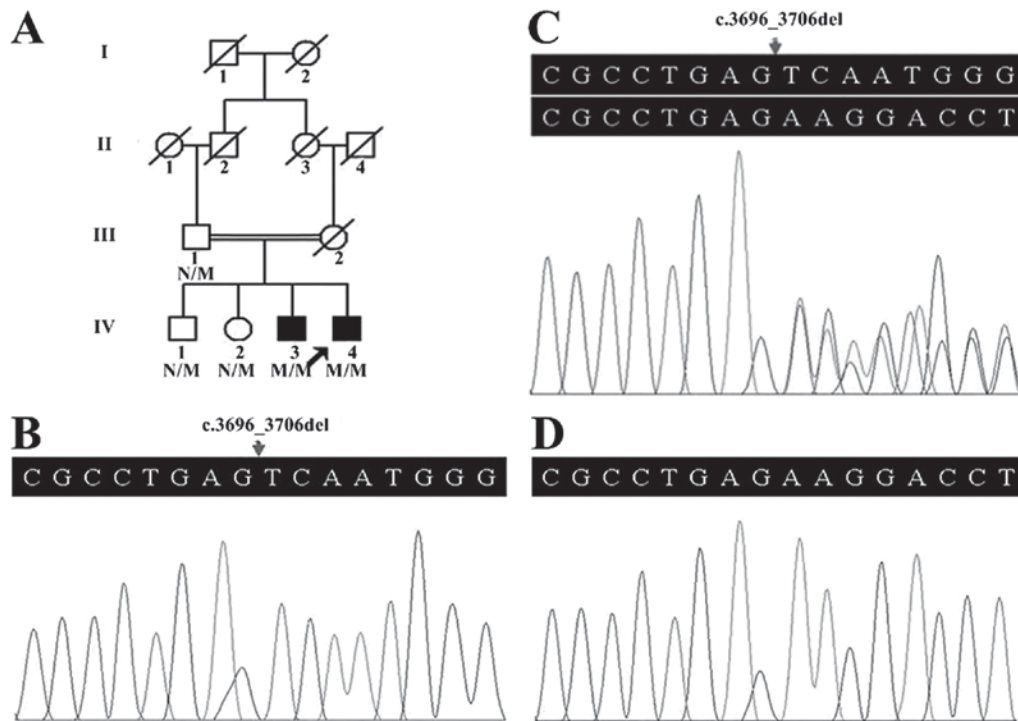 A
I
1 2
II
1 2 3 4
III
1 2
N/M
IV
1 2 3 4
N/M N/M M/M M/M
B
c.3696_3706del
C G C C T G A G T C A A T G G G
C
c.3696_3706del
C G C C T G A G T C A A T G G G
C G C C T G A G A A G G A C C T
D
C G C C T G A G A A G G A C C T